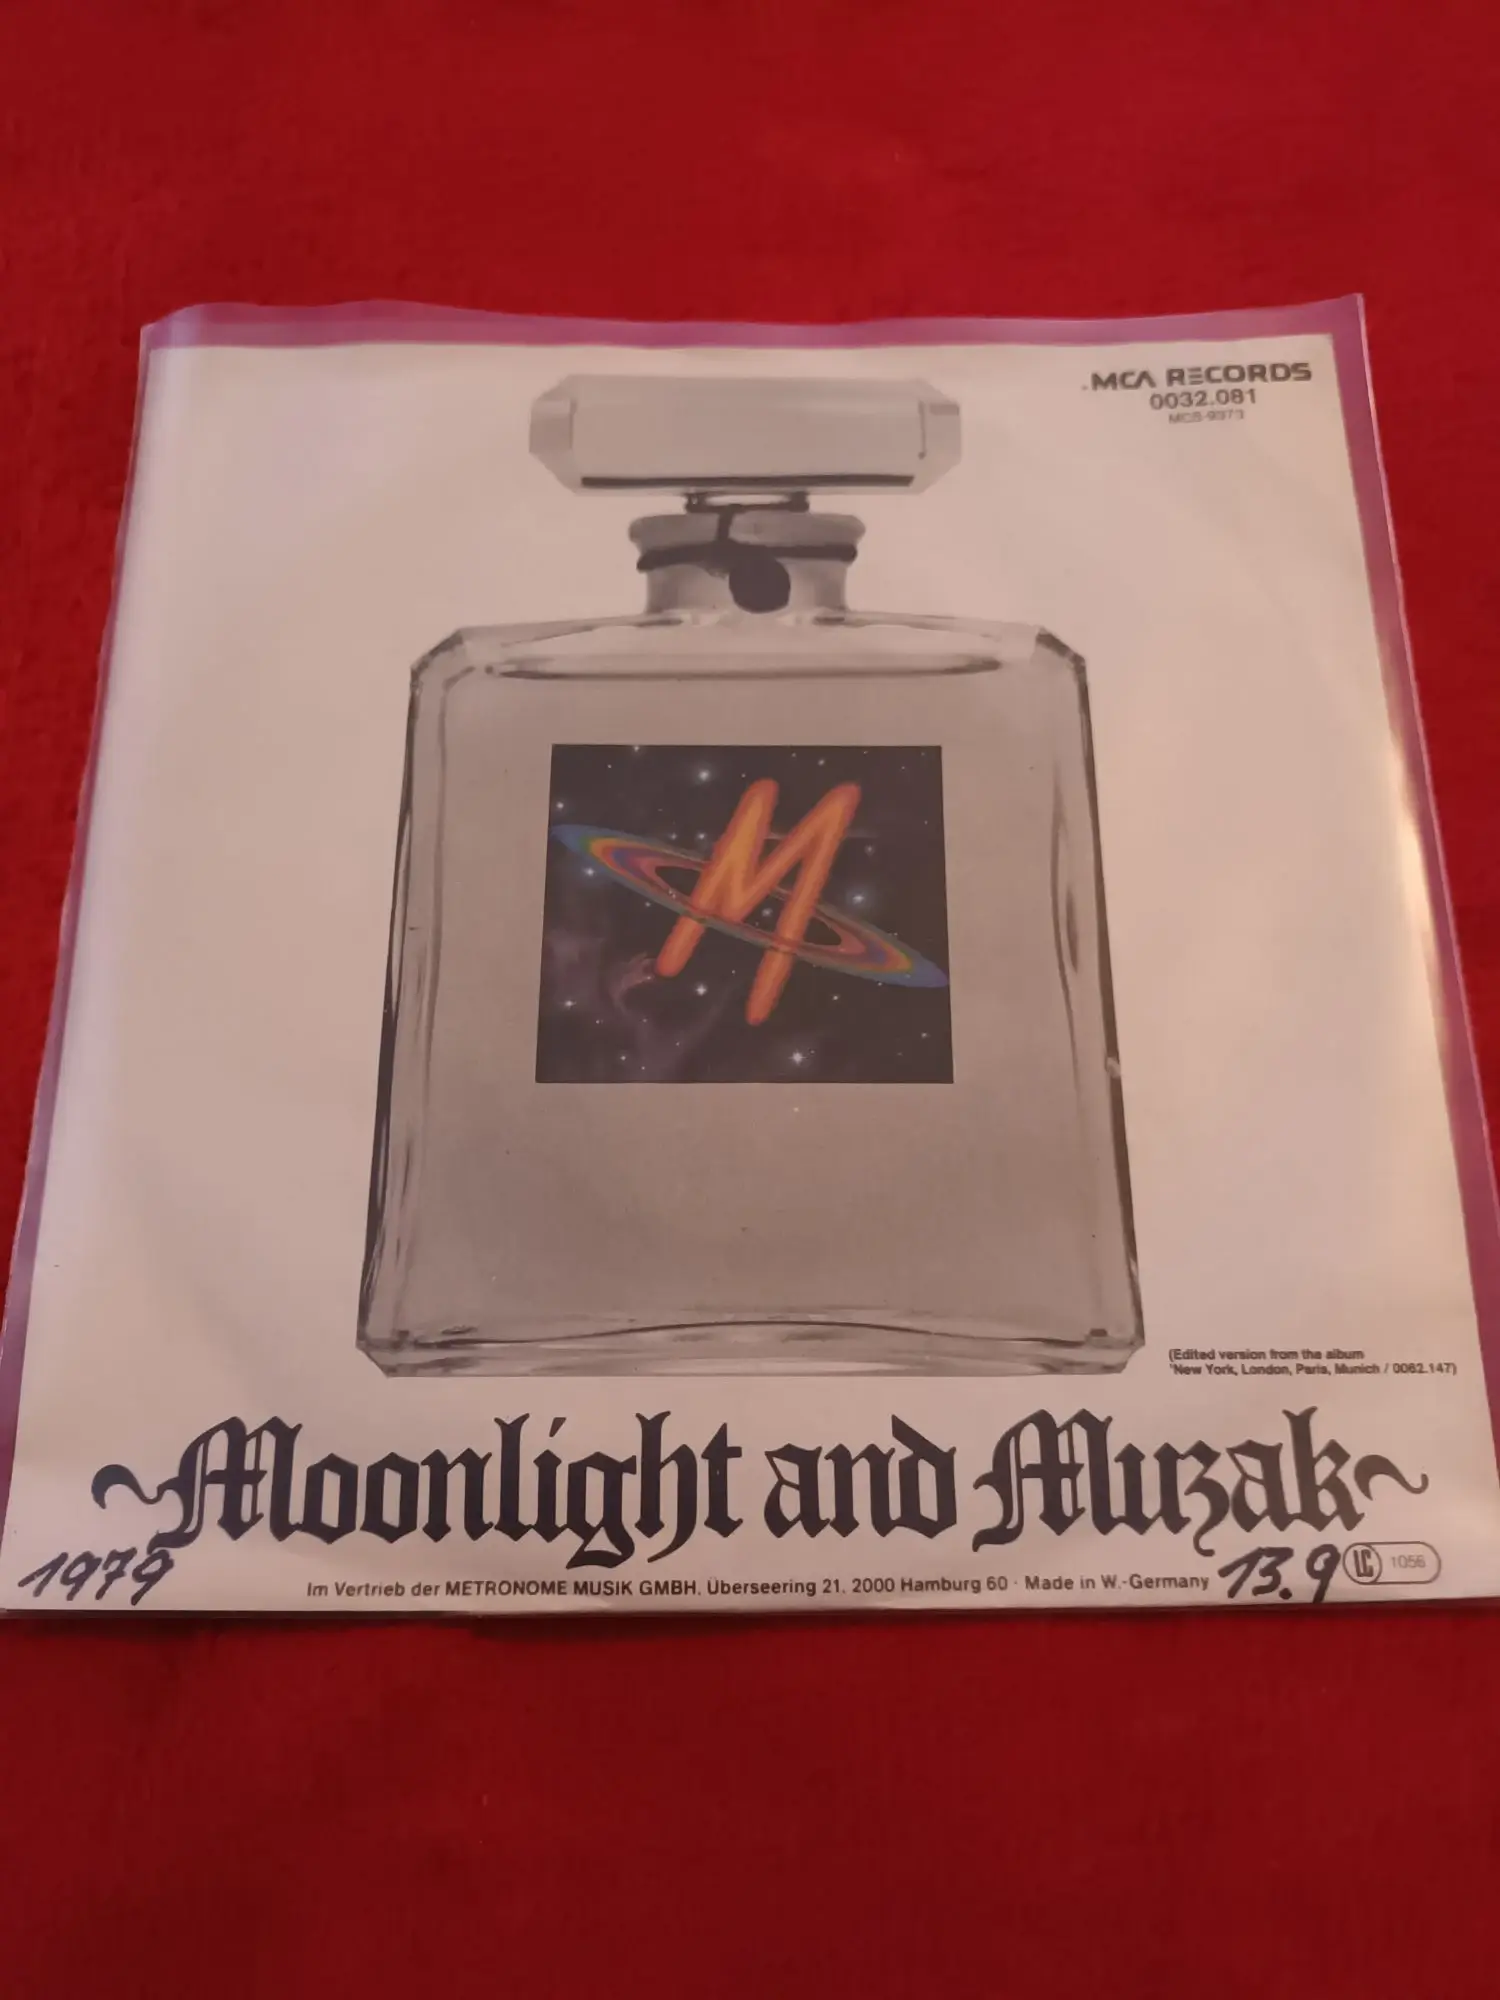 MCA RECORDS
0032.081
MCS-9373
M
(Edited version from the album
'New York, London, Paris, Munich / 0062.147)
Moonlight and Muzak
1979
Im Vertrieb der METRONOME MUSIK GMBH, Überseering 21, 2000 Hamburg 60 · Made in W.-Germany
13.9
LC 1056